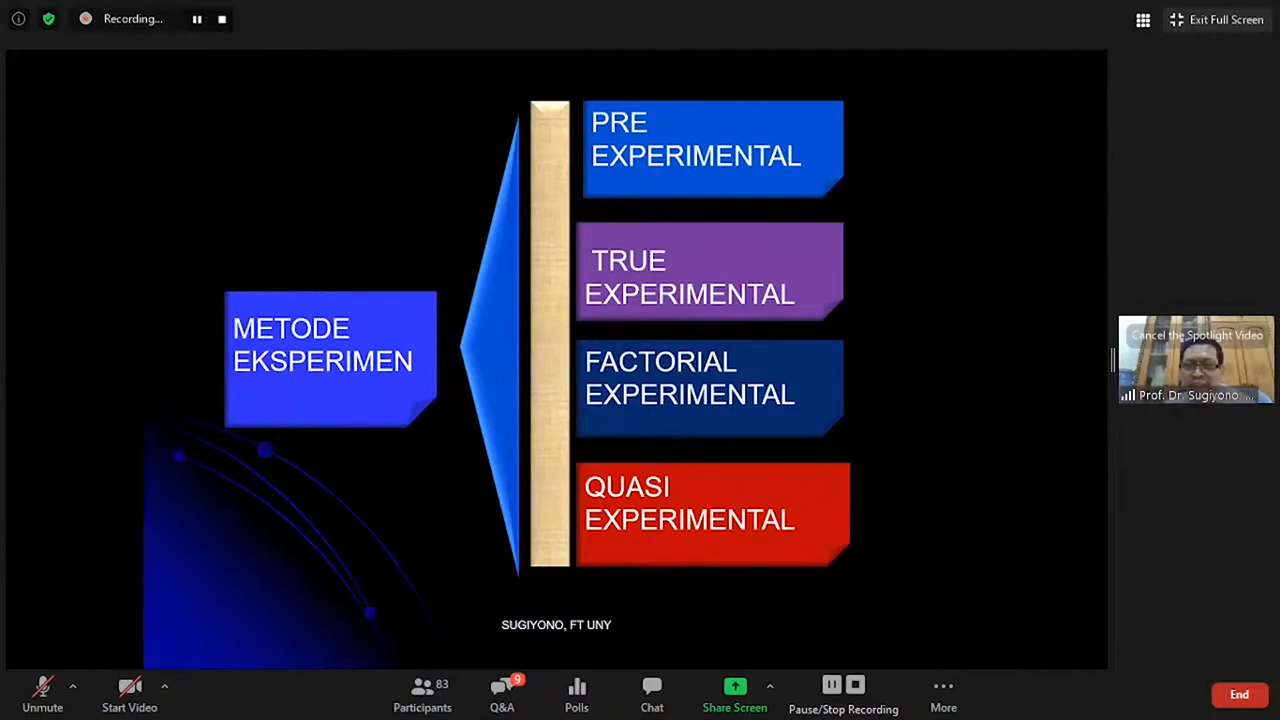 Recording...
Exit Full Screen
PRE
EXPERIMENTAL
TRUE
EXPERIMENTAL
METODE
EKSPERIMEN
FACTORIAL
EXPERIMENTAL
QUASI
EXPERIMENTAL
SUGIYONO, FT UNY
Cancel the Spotlight Video
Prof. Dr. Sugiyono ...
Unmute
Start Video
83
Participants
9
Q&A
Polls
Chat
Share Screen
Pause/Stop Recording
More
End